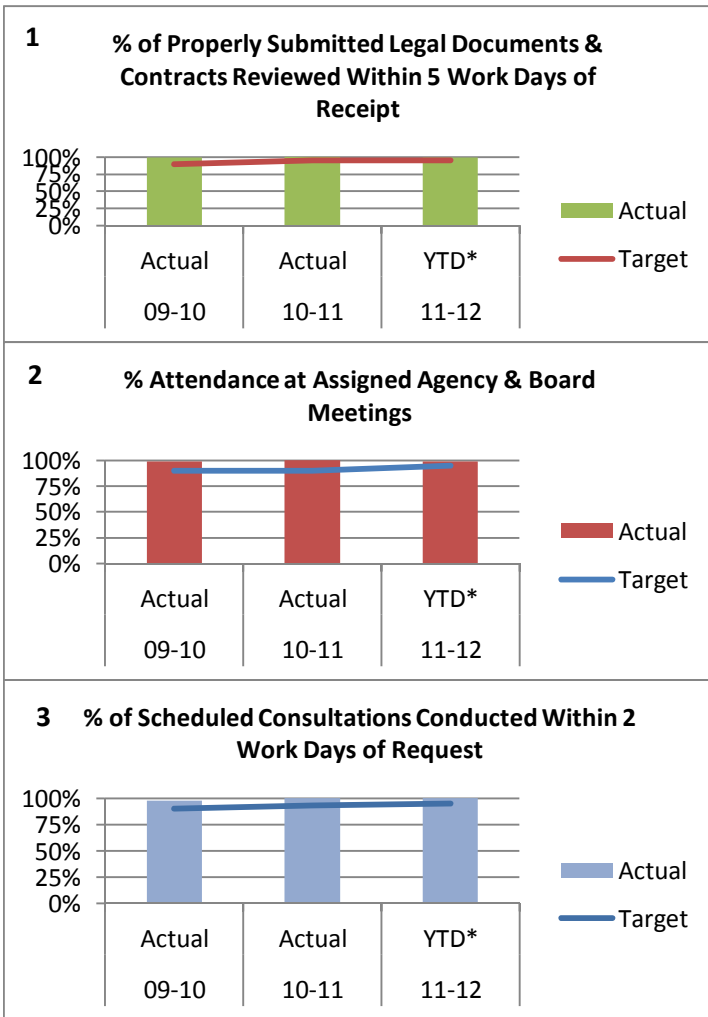 1 % of Properly Submitted Legal Documents &
Contracts Reviewed Within 5 Work Days of
Receipt
100%
75%
50%
25%
0%
Actual
Target
Actual Actual YTD*
09-10 10-11 11-12
2 % Attendance at Assigned Agency & Board
Meetings
100%
75%
50%
25%
0%
Actual
Target
Actual Actual YTD*
09-10 10-11 11-12
3 % of Scheduled Consultations Conducted Within 2
Work Days of Request
100%
75%
50%
25%
0%
Actual
Target
Actual Actual YTD*
09-10 10-11 11-12